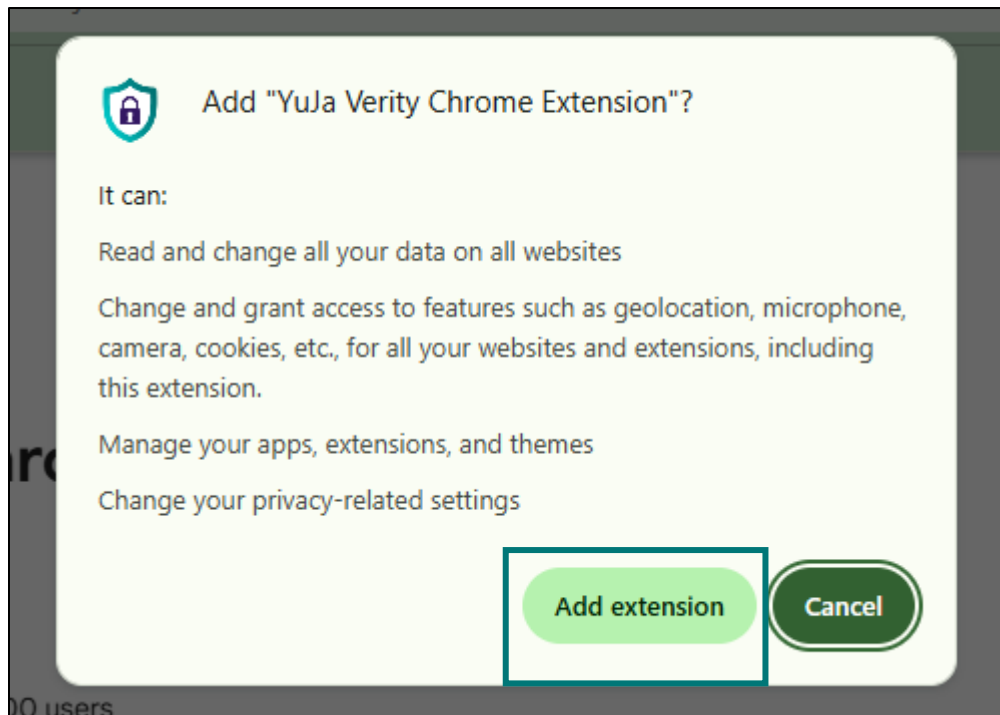 Add "YuJa Verity Chrome Extension"?
It can:
Read and change all your data on all websites
Change and grant access to features such as geolocation, microphone,
camera, cookies, etc., for all your websites and extensions, including
this extension.
Manage your apps, extensions, and themes
Change your privacy-related settings
Add extension
Cancel
users